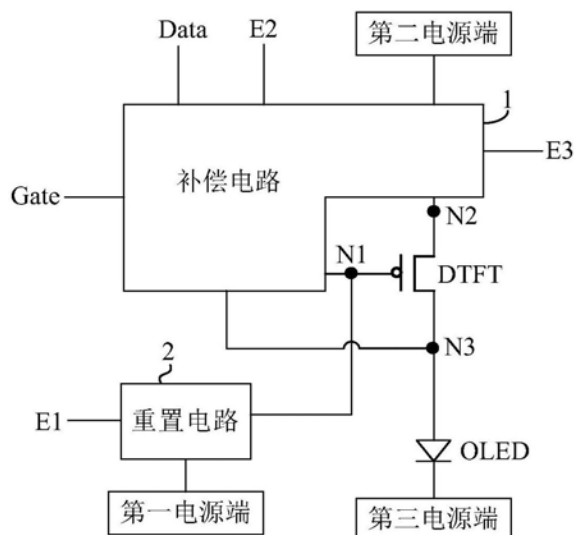 Data
E2
第二电源端
1
E3
补偿电路
Gate
N2
N1
DTFT
N3
2
E1
重置电路
OLED
第一电源端
第三电源端